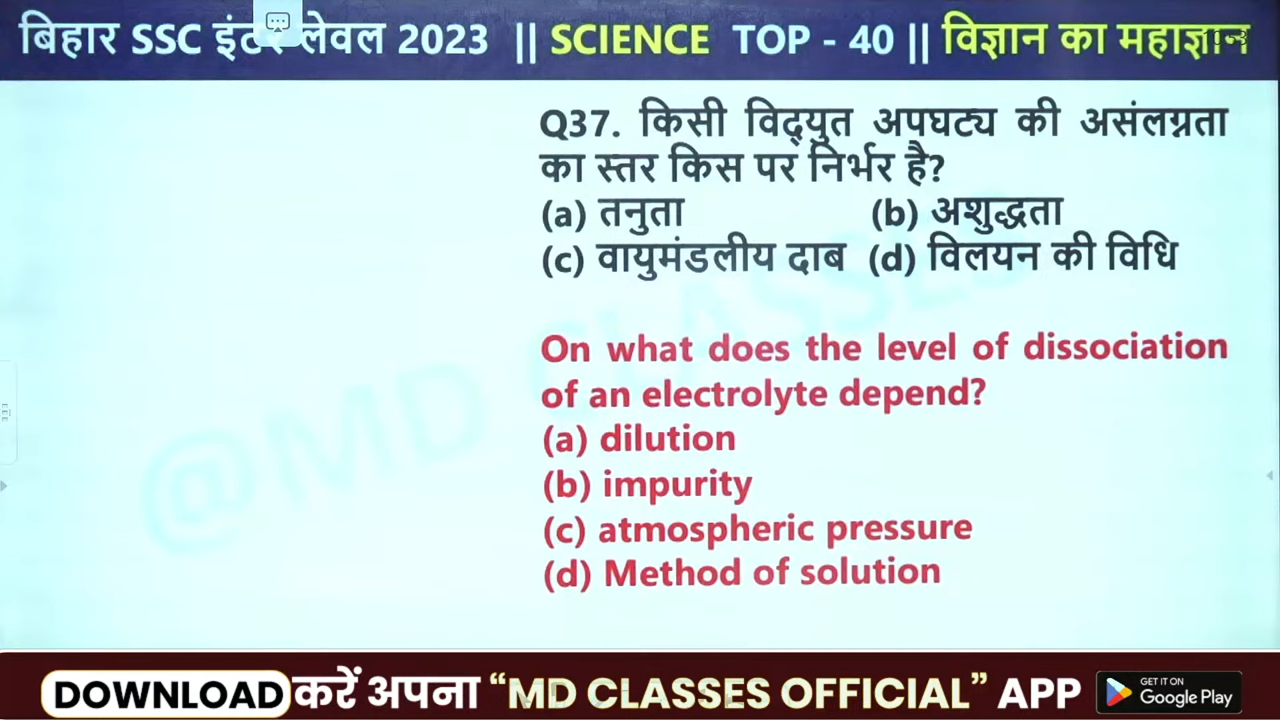 बिहार SSC इंटर लेवल 2023 || SCIENCE TOP - 40 || विज्ञान का महाज्ञान
Q37. किसी विद्युत अपघट्य की असंलग्नता
का स्तर किस पर निर्भर है?
(a) तनुता (b) अशुद्धता
(c) वायुमंडलीय दाब (d) विलयन की विधि
On what does the level of dissociation
of an electrolyte depend?
(a) dilution
(b) impurity
(c) atmospheric pressure
(d) Method of solution
@MD CLASSES
DOWNLOAD करें अपना “MD CLASSES OFFICIAL” APP
GET IT ON
Google Play